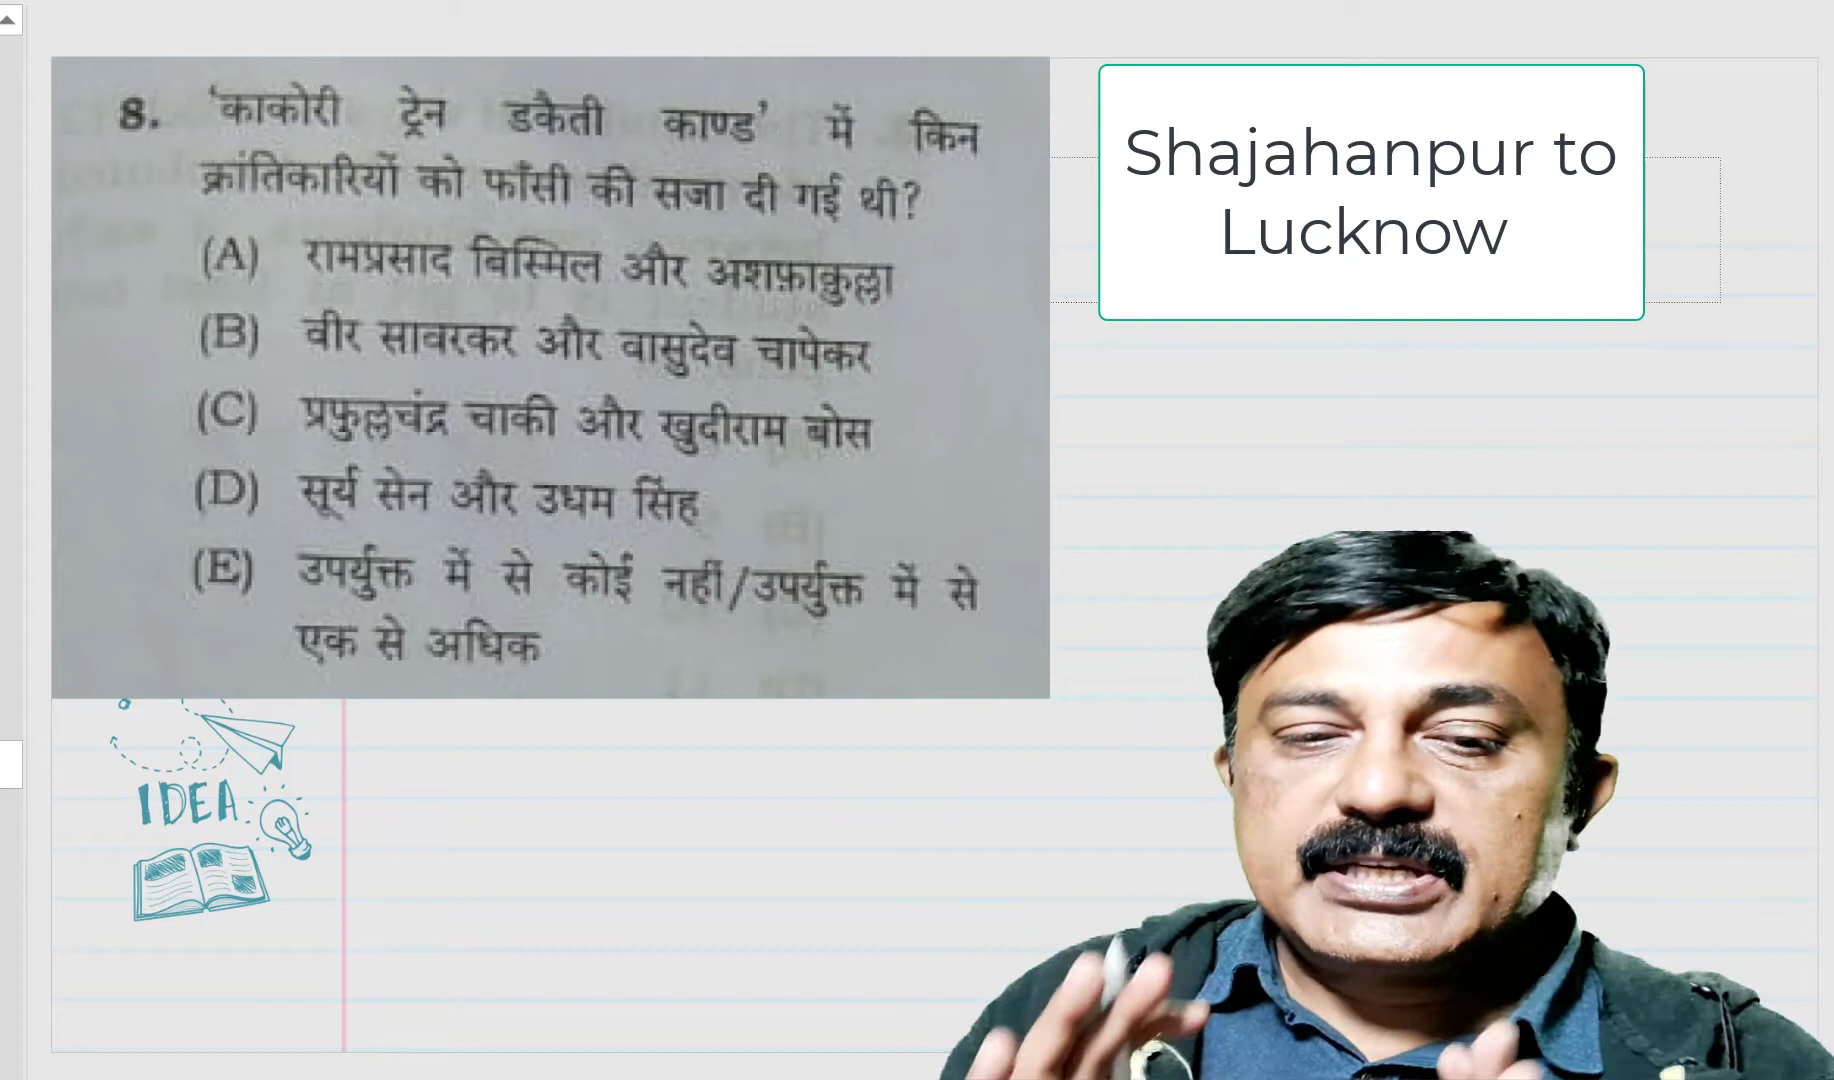 8. 'काकोरी ट्रेन डकैती काण्ड' में किन
क्रांतिकारियों को फाँसी की सजा दी गई थी?
(A) रामप्रसाद बिस्मिल और अशफ़ाकुल्ला
(B) वीर सावरकर और वासुदेव चापेकर
(C) प्रफुल्लचंद्र चाकी और खुदीराम बोस
(D) सूर्य सेन और उधम सिंह
(E) उपर्युक्त में से कोई नहीं/उपर्युक्त में से
एक से अधिक
Shajahanpur to
Lucknow
IDEA